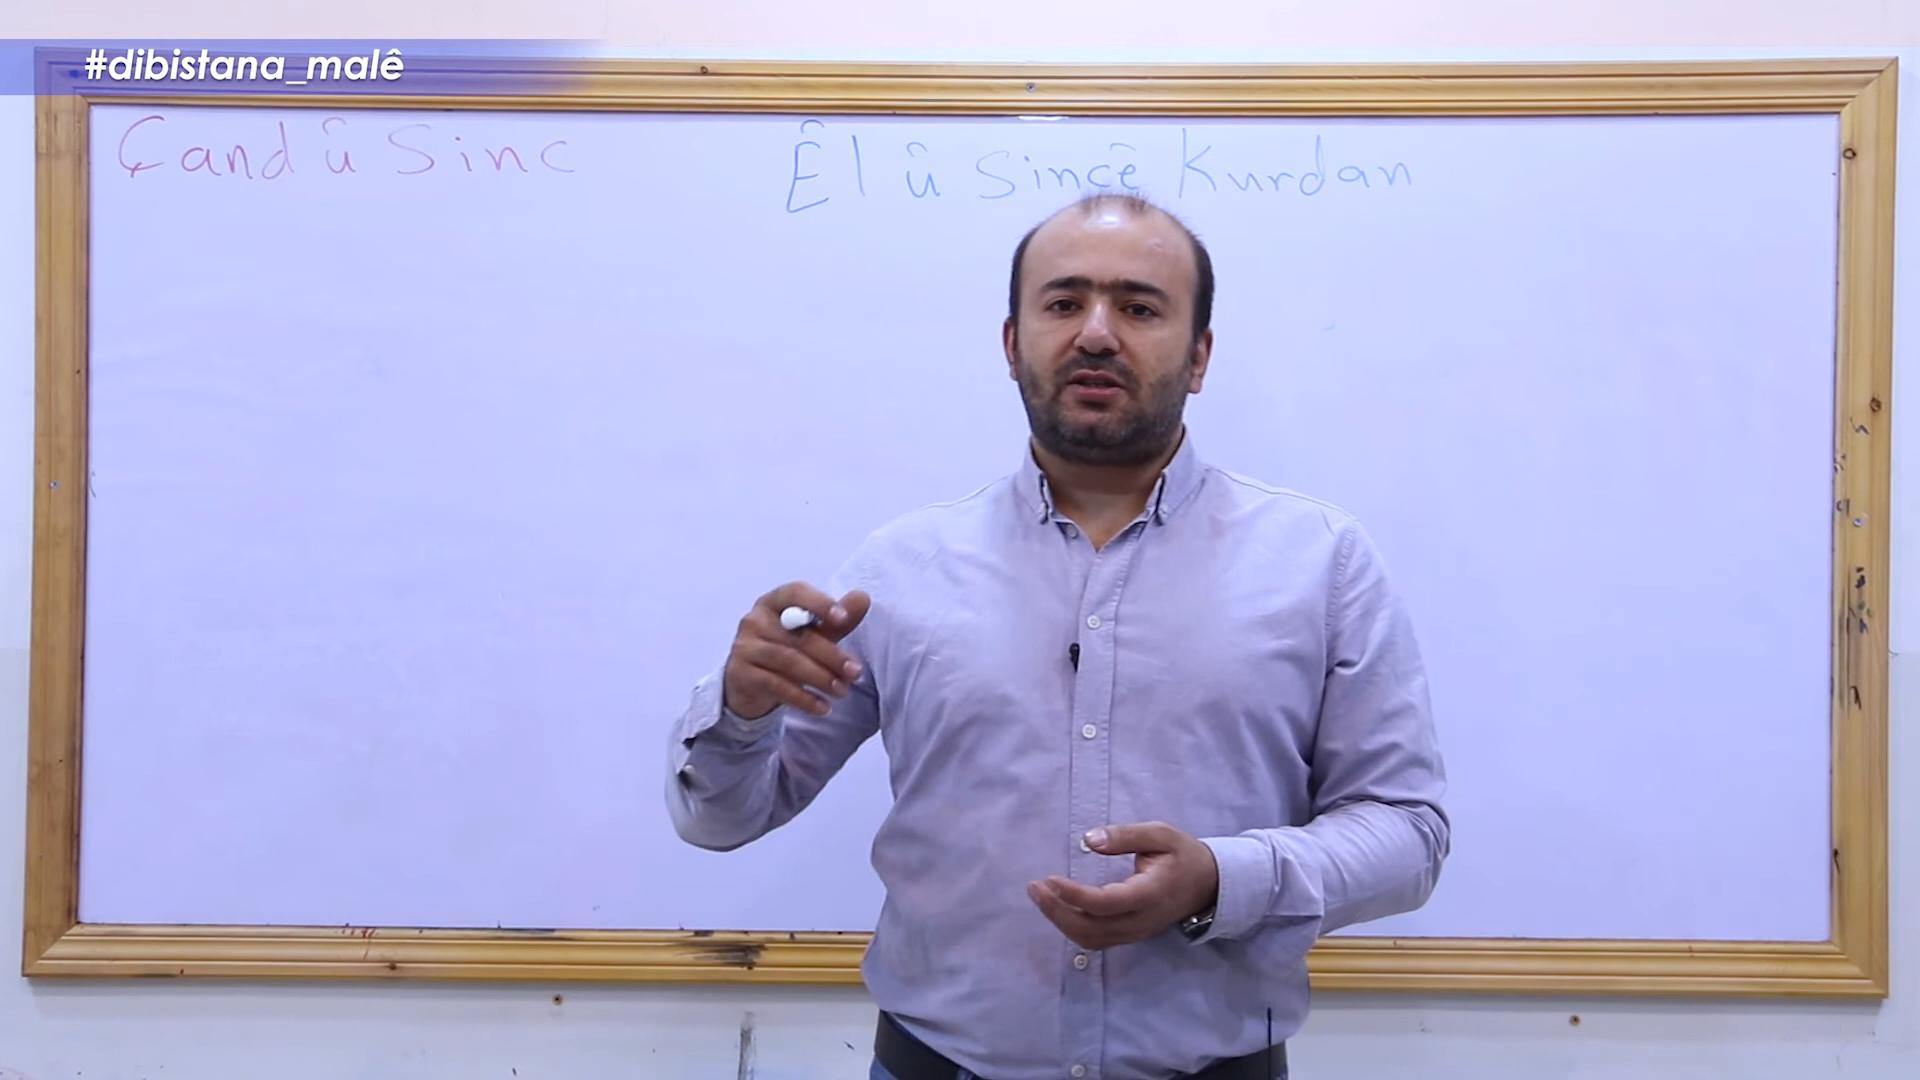 #dibistana_malê
Çand û Sinc
Êl û Sincê Kurdan